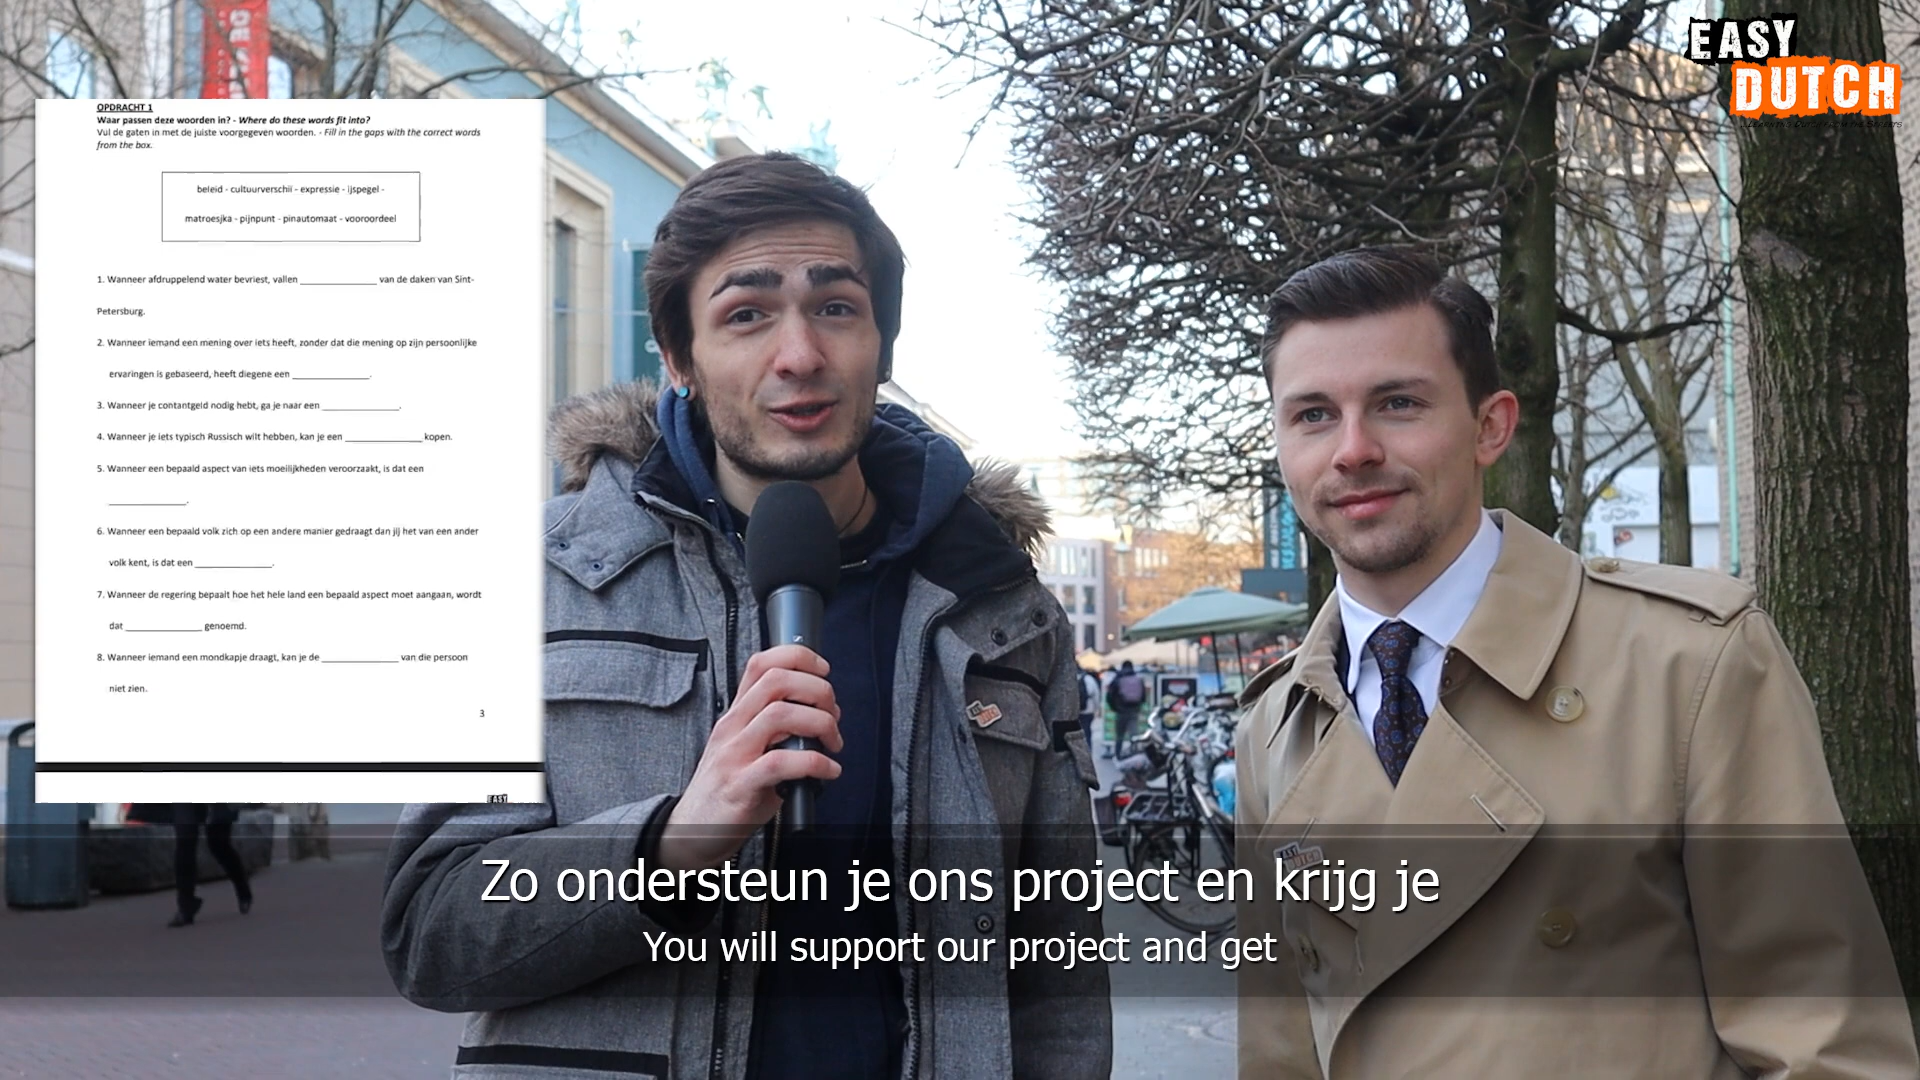 EASY
DUTCH
OPDRACHT 1
Waar passen deze woorden in? - Where do these words fit into?
Vul de gaten in met de juiste voorgegeven woorden. - Fill in the gaps with the correct words
from the box.
beleid - cultuurverschil - expressie - ijspegel -
matroesjka - pijnpunt - pinautomaat - vooroordeel
1. Wanneer afdruppelend water bevriest, vallen _______________ van de daken van Sint-
Petersburg.
2. Wanneer iemand een mening over iets heeft, zonder dat die mening op zijn persoonlijke
ervaringen is gebaseerd, heeft diegene een _______________.
3. Wanneer je contantgeld nodig hebt, ga je naar een _______________.
4. Wanneer je iets typisch Russisch wilt hebben, kan je een _______________ kopen.
5. Wanneer een bepaald aspect van iets moeilijkheden veroorzaakt, is dat een
_______________.
6. Wanneer een bepaald volk zich op een andere manier gedraagt dan jij het van een ander
volk kent, is dat een _______________.
7. Wanneer de regering bepaalt hoe het hele land een bepaald aspect moet aangaan, wordt
dat _______________ genoemd.
8. Wanneer iemand een mondkapje draagt, kan je de _______________ van die persoon
niet zien.
3
EASY
Zo ondersteun je ons project en krijg je
You will support our project and get